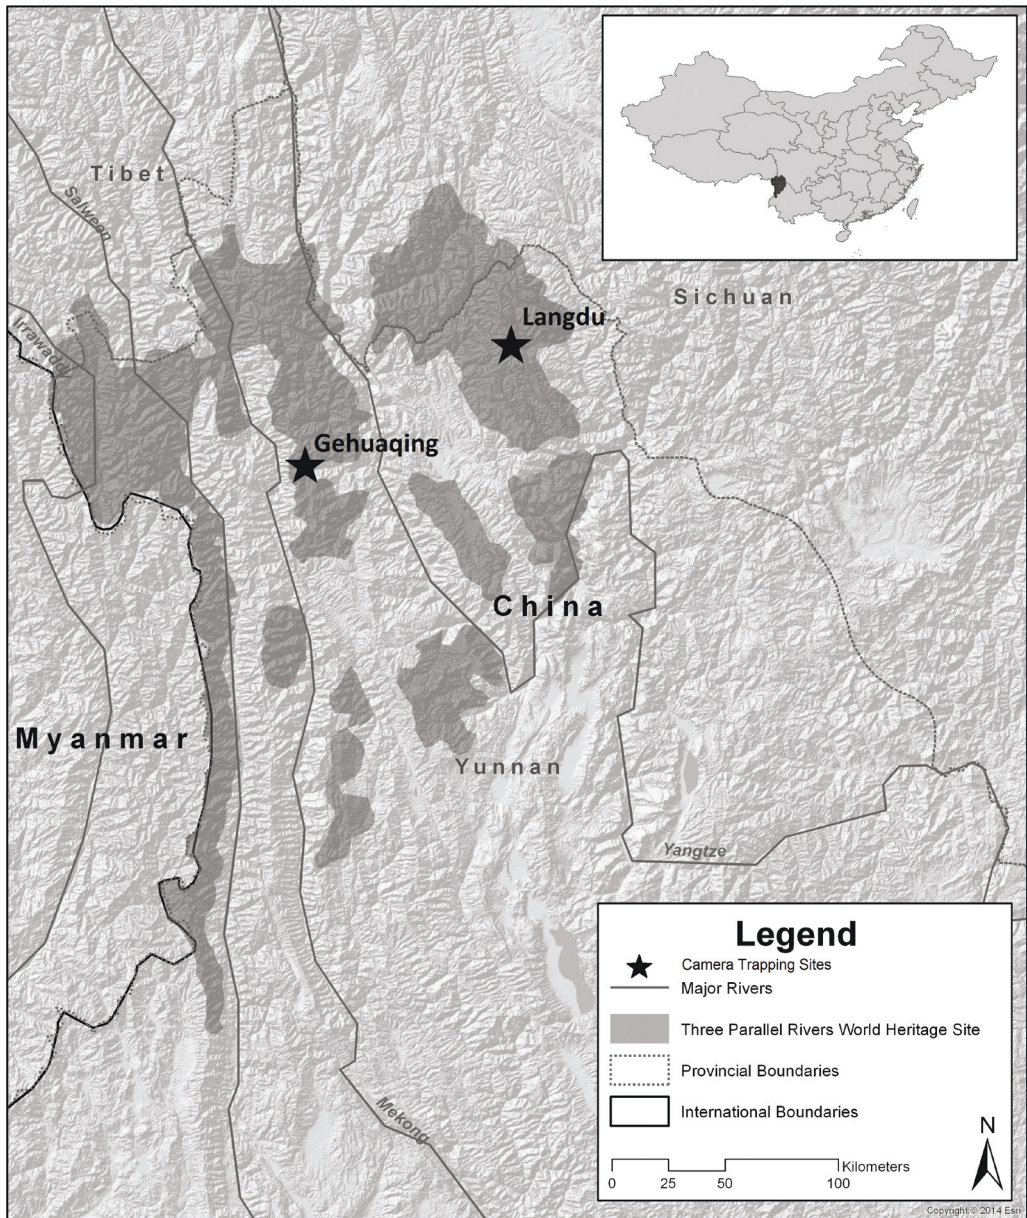 Tibet
Salween
Irrawaddi
Sichuan
Langdu
Gehuaqing
China
Myanmar
Yunnan
Yangtze
Mekong
Legend
Camera Trapping Sites
Major Rivers
Three Parallel Rivers World Heritage Site
Provincial Boundaries
International Boundaries
N
Kilometers
0 25 50 100
Copyright:© 2014 Esri